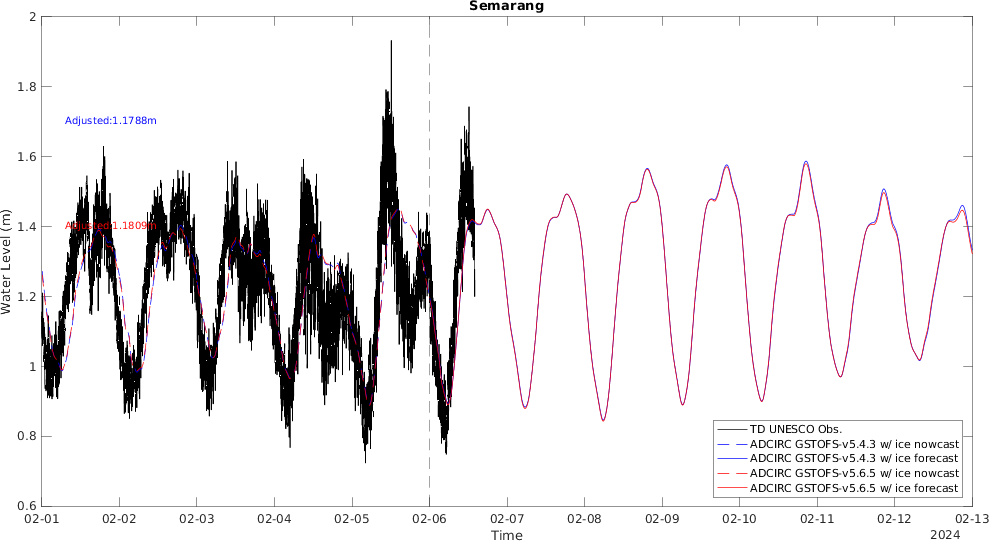 Semarang
2
1.8
1.6
1.4
1.2
1
0.8
0.6
Water Level (m)
Adjusted:1.1788m
Adjusted:1.1809m
TD UNESCO Obs.
ADCIRC GSTOFS-v5.4.3 w/ ice nowcast
ADCIRC GSTOFS-v5.4.3 w/ ice forecast
ADCIRC GSTOFS-v5.6.5 w/ ice nowcast
ADCIRC GSTOFS-v5.6.5 w/ ice forecast
02-01 02-02 02-03 02-04 02-05 02-06 02-07 02-08 02-09 02-10 02-11 02-12 02-13
Time
2024